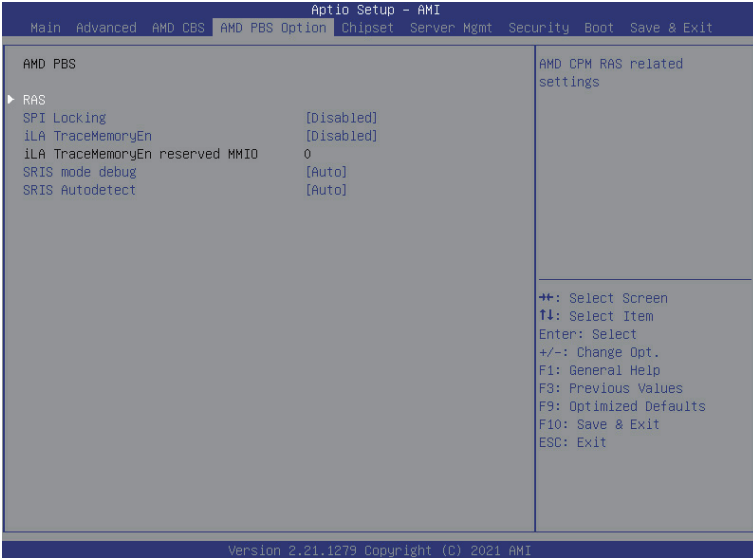 Aptio Setup – AMI
Main Advanced AMD CBS AMD PBS Option Chipset Server Mgmt Security Boot Save & Exit
AMD PBS
RAS
SPI Locking [Disabled]
iLA TraceMemoryEn [Disabled]
iLA TraceMemoryEn reserved MMIO 0
SRIS mode debug [Auto]
SRIS Autodetect [Auto]
AMD CPM RAS related
settings
→←: Select Screen
↑↓: Select Item
Enter: Select
+/-: Change Opt.
F1: General Help
F3: Previous Values
F9: Optimized Defaults
F10: Save & Exit
ESC: Exit
Version 2.21.1279 Copyright (C) 2021 AMI